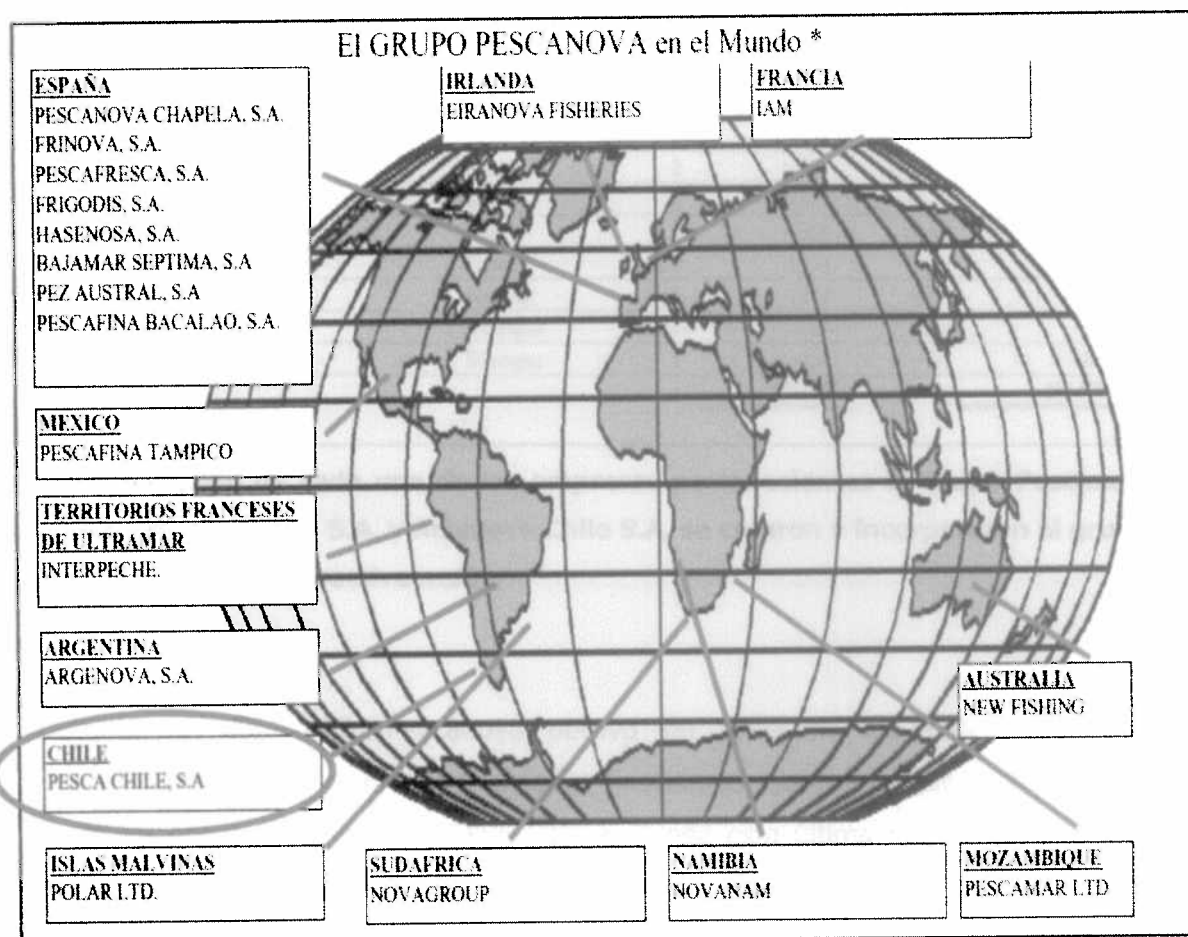 El GRUPO PESCANOVA en el Mundo *
ESPAÑA
PESCANOVA CHAPELA, S.A.
FRINOVA, S.A.
PESCAFRESCA, S.A.
FRIGODIS, S.A.
HASENOSA, S.A.
BAJAMAR SEPTIMA, S.A
PEZ AUSTRAL, S.A
PESCAFINA BACALAO, S.A.
IRLANDA
EIRANOVA FISHERIES
FRANCIA
IAM
MEXICO
PESCAFINA TAMPICO
TERRITORIOS FRANCESES
DE ULTRAMAR
INTERPECHE.
ARGENTINA
ARGENOVA, S.A.
CHILE
PESCA CHILE, S.A
AUSTRALIA
NEW FISHING
ISLAS MALVINAS
POLAR LTD.
SUDAFRICA
NOVAGROUP
NAMIBIA
NOVANAM
MOZAMBIQUE
PESCAMAR LTD